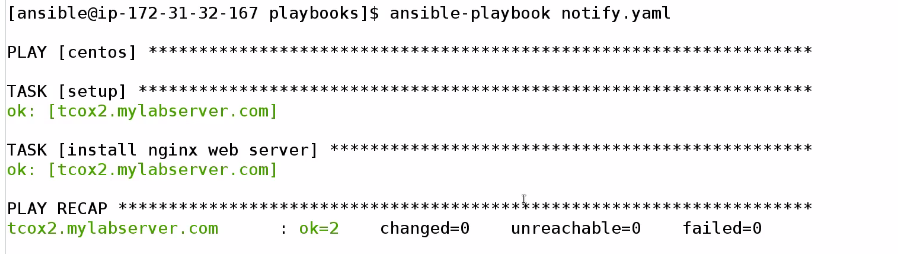 [ansible@ip-172-31-32-167 playbooks]$ ansible-playbook notify.yaml
PLAY [centos] ******************************************************************
TASK [setup] *******************************************************************
ok: [tcox2.mylabserver.com]
TASK [install nginx web server] ************************************************
ok: [tcox2.mylabserver.com]
PLAY RECAP *********************************************************************
tcox2.mylabserver.com      : ok=2    changed=0    unreachable=0    failed=0